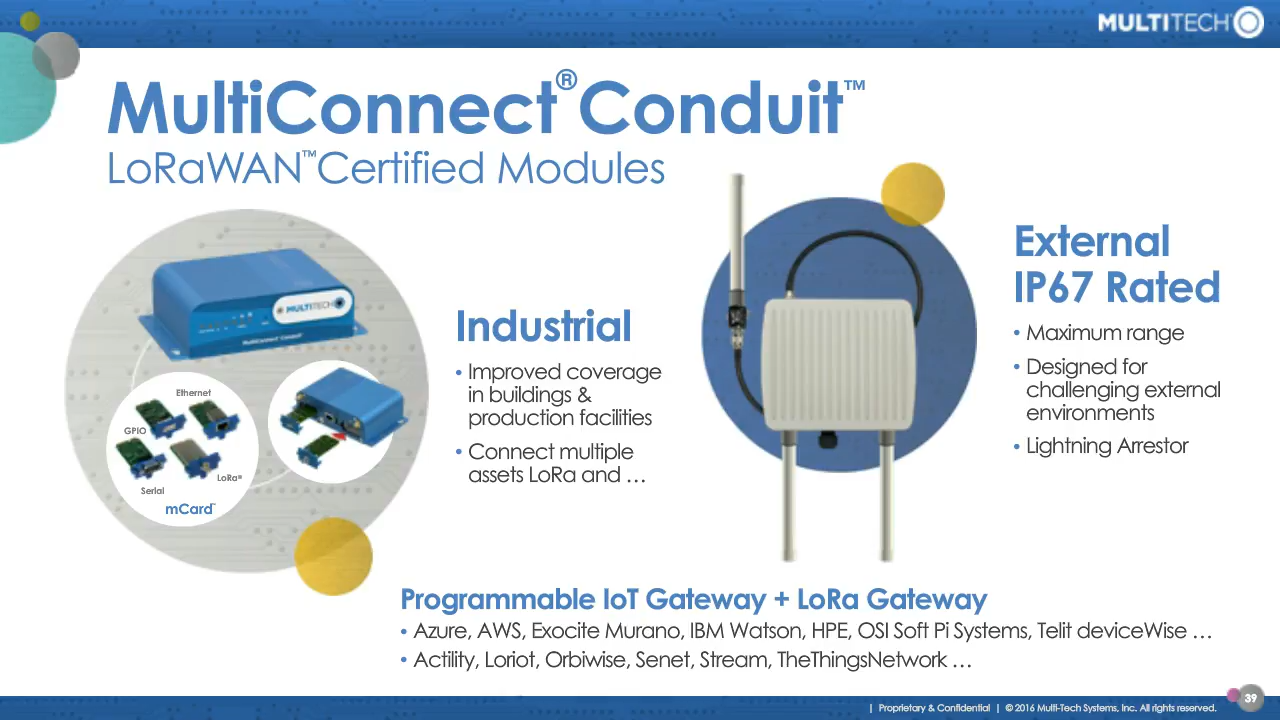 MULTITECH
MultiConnect® Conduit™
LoRaWAN™ Certified Modules
MULTITECH
MultiConnect® Conduit™
Ethernet
GPIO
LoRa®
Serial
mCard™
Industrial
• Improved coverage
in buildings &
production facilities
• Connect multiple
assets LoRa and …
External
IP67 Rated
• Maximum range
• Designed for
challenging external
environments
• Lightning Arrestor
Programmable IoT Gateway + LoRa Gateway
• Azure, AWS, Exocite Murano, IBM Watson, HPE, OSI Soft Pi Systems, Telit deviceWise …
• Actility, Loriot, Orbiwise, Senet, Stream, TheThingsNetwork …
| Proprietary & Confidential | © 2016 Multi-Tech Systems, Inc. All rights reserved.
39